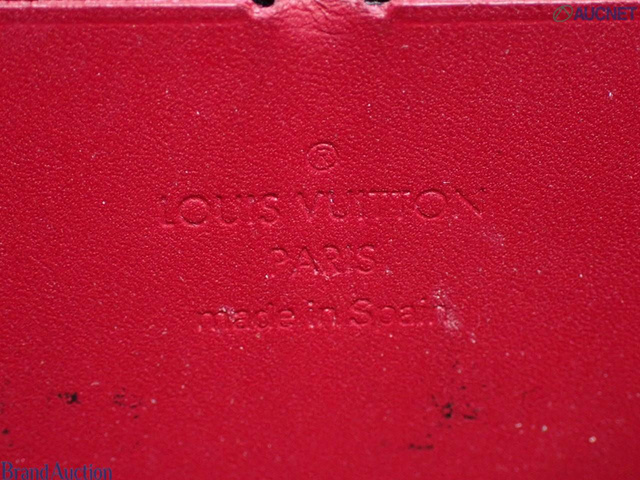 AUCNET
®
LOUIS VUITTON
PARIS
made in Spain
Brand Auction